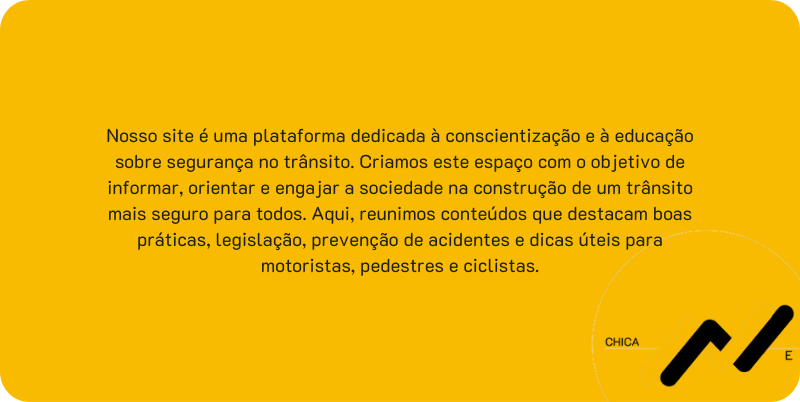 Nosso site é uma plataforma dedicada à conscientização e à educação
sobre segurança no trânsito. Criamos este espaço com o objetivo de
informar, orientar e engajar a sociedade na construção de um trânsito
mais seguro para todos. Aqui, reunimos conteúdos que destacam boas
práticas, legislação, prevenção de acidentes e dicas úteis para
motoristas, pedestres e ciclistas.
CHICA
E